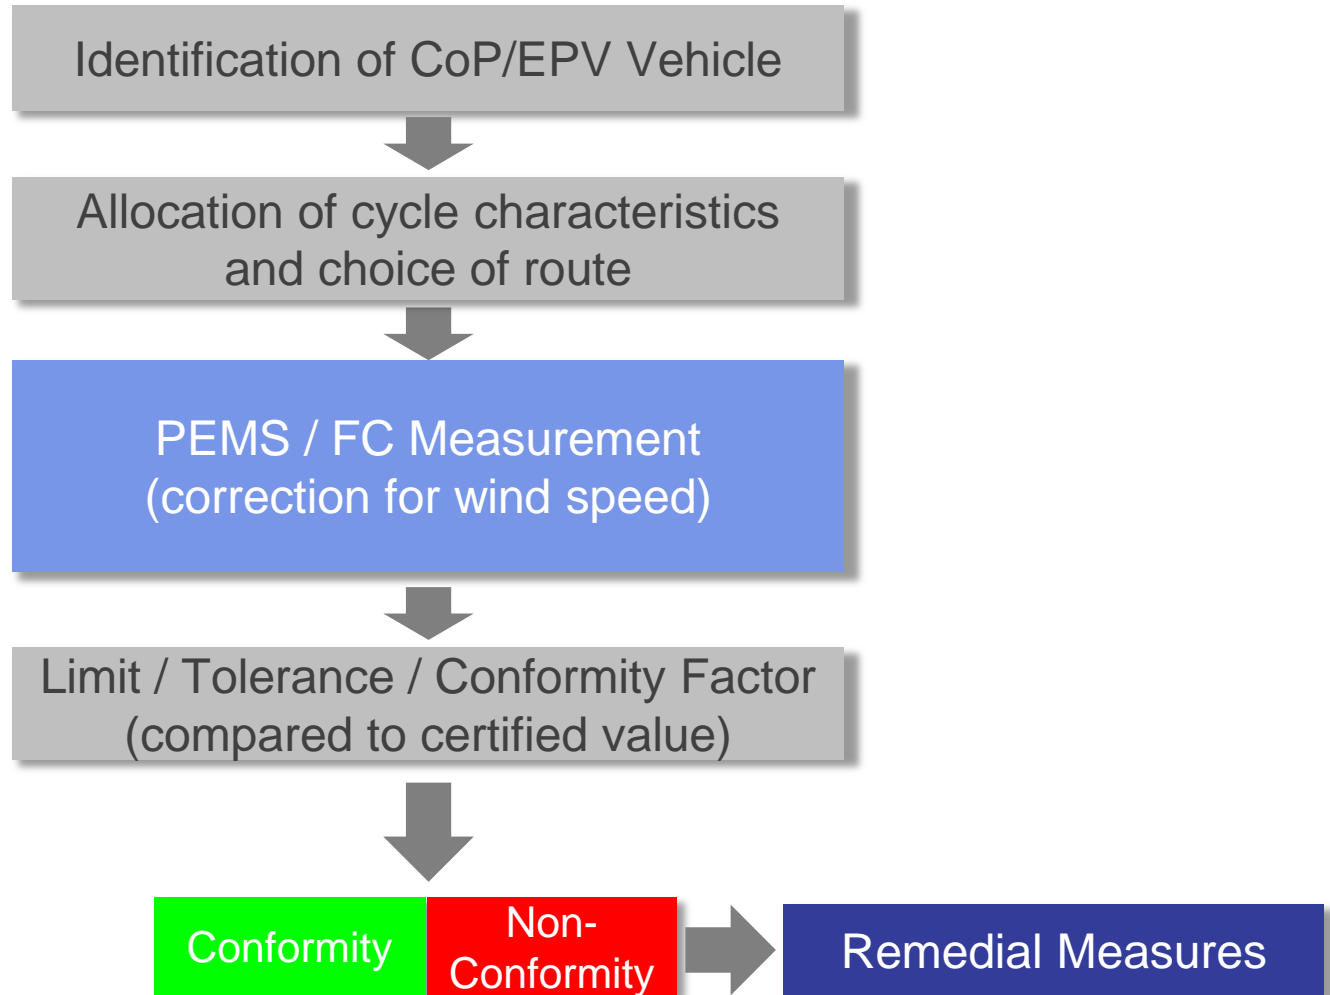 Identification of CoP/EPV Vehicle
Allocation of cycle characteristics
and choice of route
PEMS / FC Measurement
(correction for wind speed)
Limit / Tolerance / Conformity Factor
(compared to certified value)
Conformity
Non-
Conformity
Remedial Measures